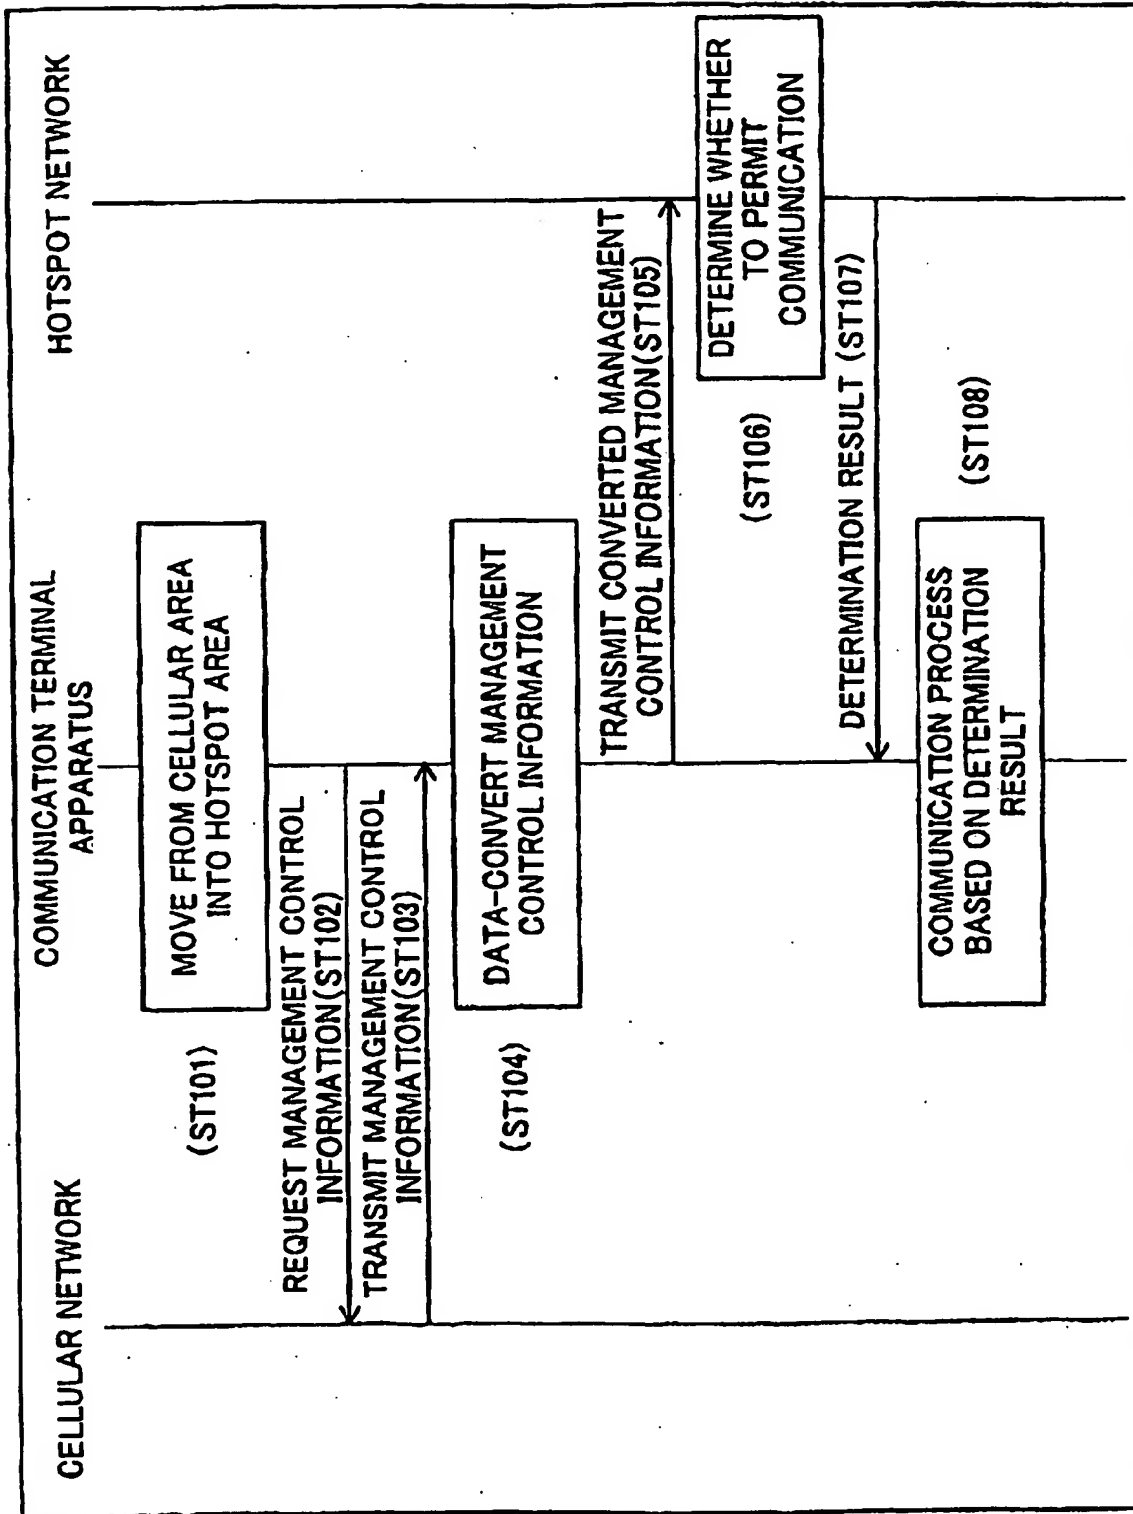 CELLULAR NETWORK
COMMUNICATION TERMINAL
APPARATUS
HOTSPOT NETWORK
(ST101)
MOVE FROM CELLULAR AREA
INTO HOTSPOT AREA
REQUEST MANAGEMENT CONTROL
INFORMATION(ST102)
TRANSMIT MANAGEMENT CONTROL
INFORMATION(ST103)
(ST104)
DATA-CONVERT MANAGEMENT
CONTROL INFORMATION
TRANSMIT CONVERTED MANAGEMENT
CONTROL INFORMATION(ST105)
(ST106)
DETERMINE WHETHER
TO PERMIT
COMMUNICATION
DETERMINATION RESULT (ST107)
COMMUNICATION PROCESS
BASED ON DETERMINATION
RESULT
(ST108)